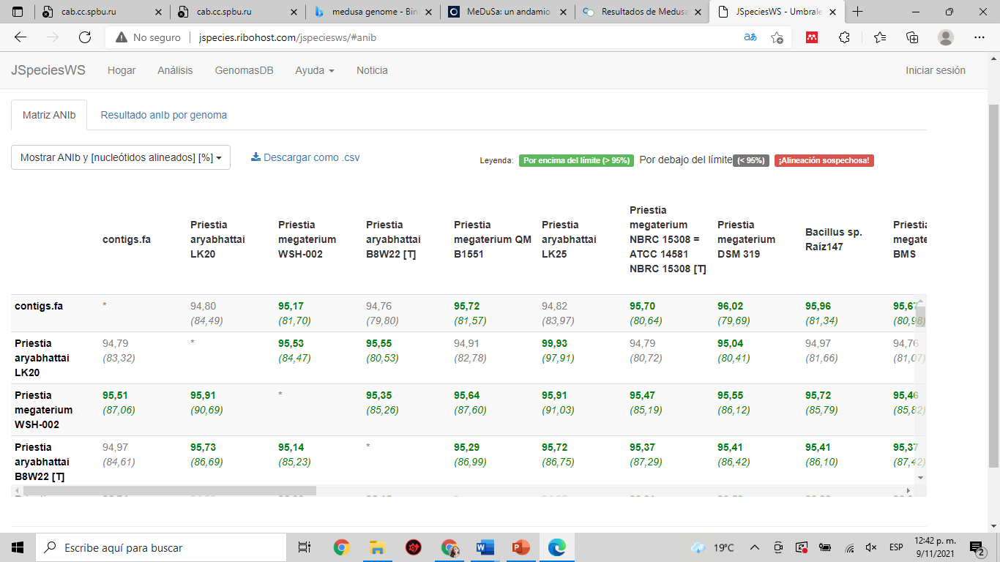 cab.cc.spbu.ru
cab.cc.spbu.ru
medusa genome - Bin
MeDuSa: un andamio
Resultados de Medusa
JSpeciesWS - Umbrale
No seguro
jspecies.ribohost.com/jspeciesws/#anib
aあ
JSpeciesWS
Hogar
Análisis
GenomasDB
Ayuda
Noticia
Iniciar sesión
Matriz ANIb
Resultado anIb por genoma
Mostrar ANIb y [nucleótidos alineados] [%]
Descargar como .csv
Leyenda: Por encima del límite (> 95%) Por debajo del límite (< 95%) ¡Alineación sospechosa!
contigs.fa
Priestia
aryabhattai
LK20
Priestia
megaterium
WSH-002
Priestia
aryabhattai
B8W22 [T]
Priestia
megaterium QM
B1551
Priestia
aryabhattai
LK25
Priestia
megaterium
NBRC 15308 =
ATCC 14581
NBRC 15308 [T]
Priestia
megaterium
DSM 319
Bacillus sp.
Raíz147
Priestia
megate
BMS
contigs.fa * 94,80 95,17 94,76 95,72 94,82 95,70 96,02 95,96 95,67
(84,49) (81,70) (79,80) (81,57) (83,97) (80,64) (79,69) (81,34) (80,98)
Priestia 94,79 * 95,53 95,55 94,91 99,93 94,79 95,04 94,97 94,76
aryabhattai (83,32) (84,47) (80,53) (82,78) (97,91) (80,72) (80,41) (81,66) (81,07)
LK20
Priestia 95,51 95,91 * 95,35 95,64 95,91 95,47 95,55 95,72 95,46
megaterium (87,06) (90,69) (85,26) (87,60) (91,03) (85,19) (86,12) (85,79) (85,82)
WSH-002
Priestia 94,97 95,73 95,14 * 95,29 95,72 95,37 95,41 95,41 95,37
aryabhattai (84,61) (86,69) (85,23) (86,99) (86,75) (87,29) (86,42) (86,10) (87,42)
B8W22 [T]
Escribe aquí para buscar
19°C
ESP
12:42 p. m.
9/11/2021
2